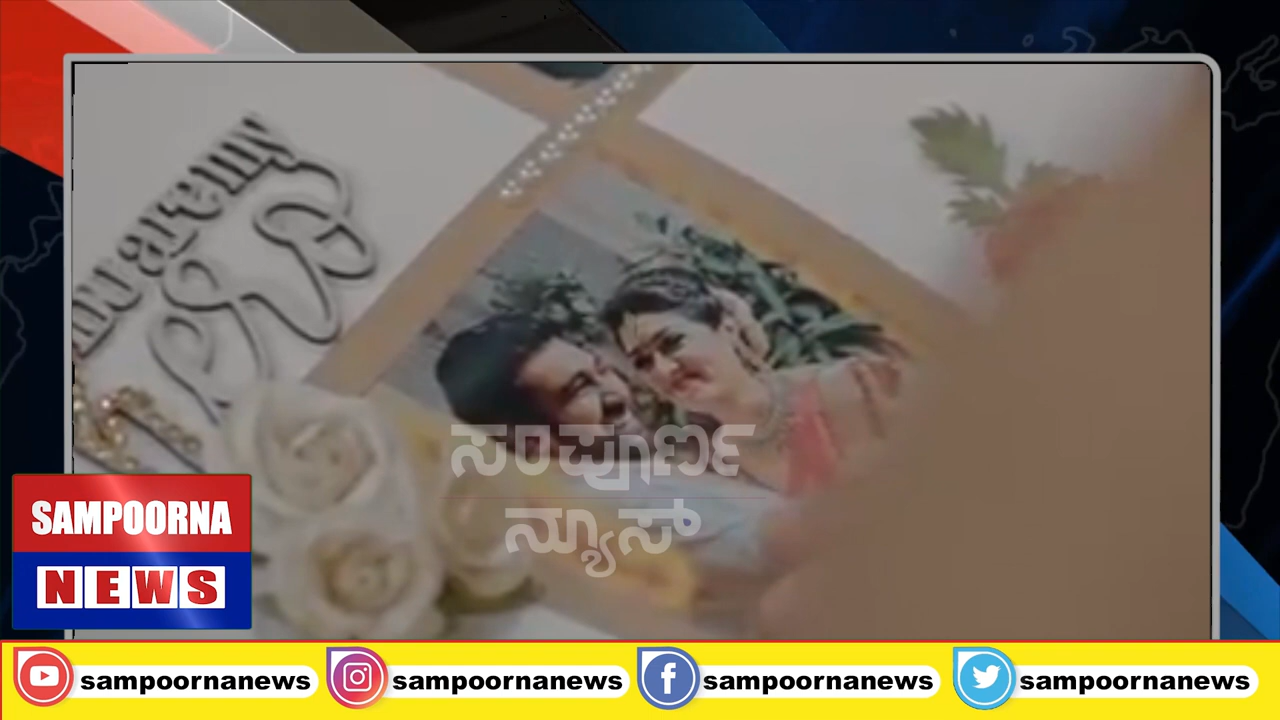 ಸಂಪೂರ್ಣ
ನ್ಯೂಸ್
SAMPOORNA
NEWS
sampoornanews
sampoornanews
sampoornanews
sampoornanews